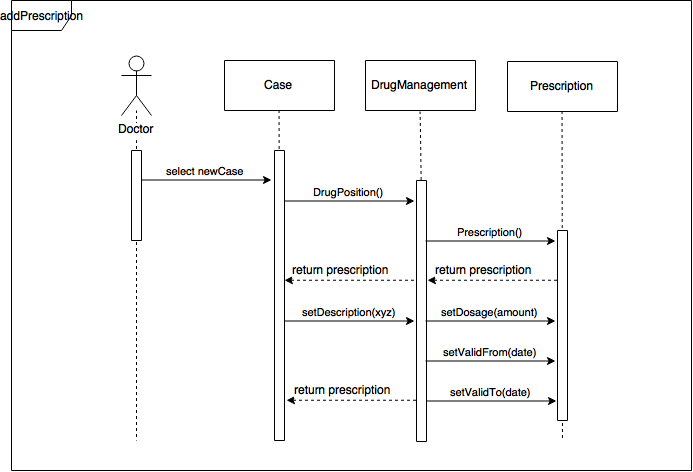 addPrescription
Case
DrugManagement
Prescription
Doctor
select newCase
DrugPosition()
Prescription()
return prescription
return prescription
setDescription(xyz)
setDosage(amount)
setValidFrom(date)
return prescription
setValidTo(date)